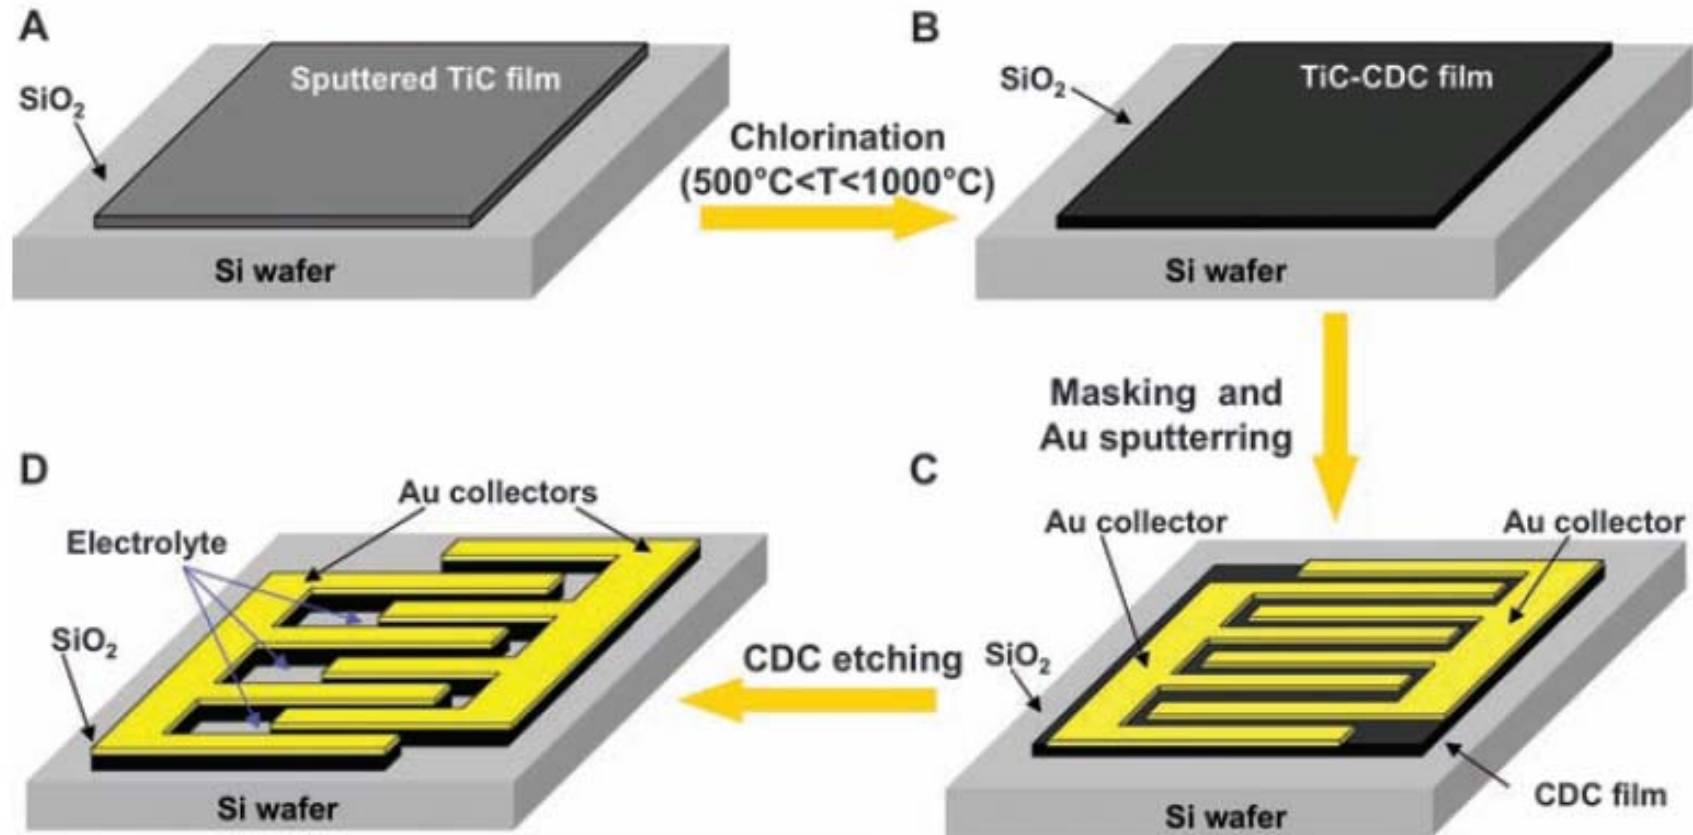 A
Sputtered TiC film
SiO₂
Si wafer
Chlorination
(500°C<T<1000°C)
B
TiC-CDC film
SiO₂
Si wafer
Masking and
Au sputterring
C
Au collector
Au collector
SiO₂
CDC film
Si wafer
CDC etching
D
Au collectors
Electrolyte
SiO₂
Si wafer